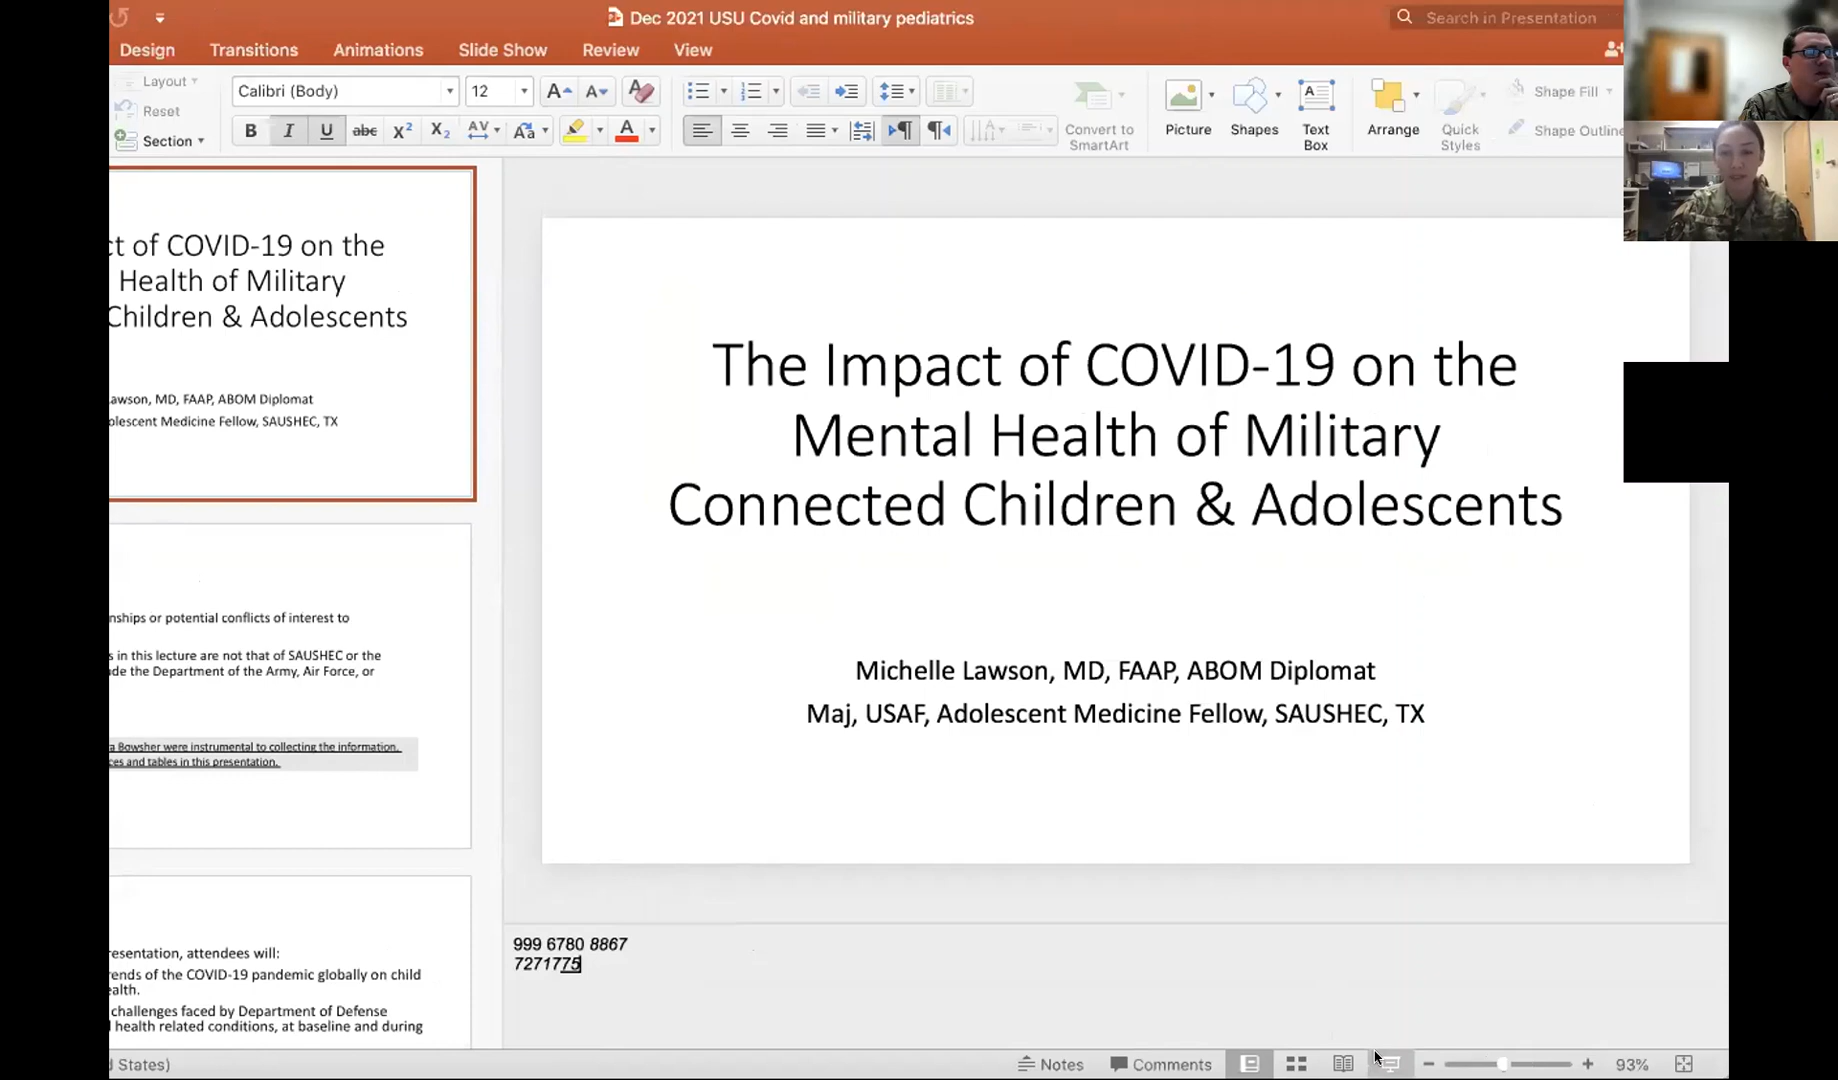 Dec 2021 USU Covid and military pediatrics
Search in Presentation
Design Transitions Animations Slide Show Review View
Layout
Reset
Section
Calibri (Body) 12
B I U abc X² X₂ AV Aa A
Convert to
SmartArt
Picture
Shapes
Text
Box
Arrange
Quick
Styles
Shape Fill
Shape Outline
ct of COVID-19 on the
Health of Military
Children & Adolescents
awson, MD, FAAP, ABOM Diplomat
olescent Medicine Fellow, SAUSHEC, TX
nships or potential conflicts of interest to
s in this lecture are not that of SAUSHEC or the
de the Department of the Army, Air Force, or
a Bowsher were instrumental to collecting the information,
ces and tables in this presentation.
resentation, attendees will:
rends of the COVID-19 pandemic globally on child
ealth.
challenges faced by Department of Defense
l health related conditions, at baseline and during
The Impact of COVID-19 on the
Mental Health of Military
Connected Children & Adolescents
Michelle Lawson, MD, FAAP, ABOM Diplomat
Maj, USAF, Adolescent Medicine Fellow, SAUSHEC, TX
999 6780 8867
7271775
d States)
Notes Comments 93%